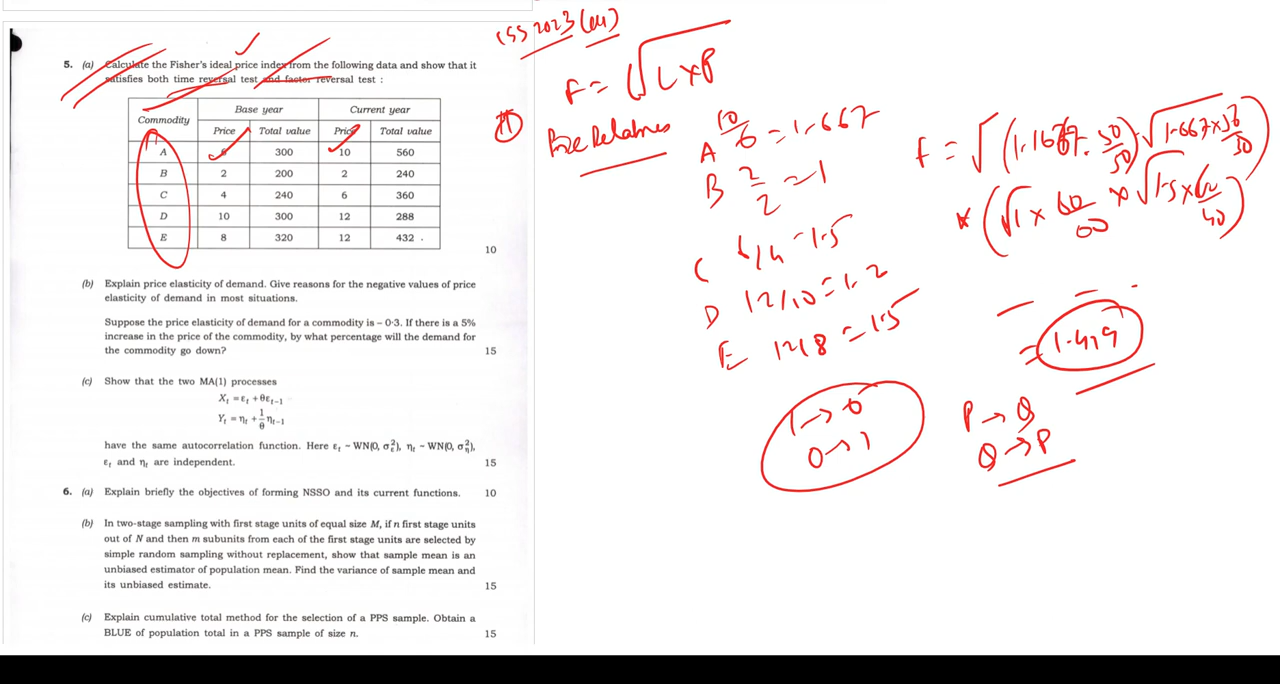 5. (a) Calculate the Fisher's ideal price index from the following data and show that it
satisfies both time reversal test and factor reversal test :
Commodity Base year Current year
Price Total value Price Total value
A 300 10 560
B 2 200 2 240
C 4 240 6 360
D 10 300 12 288
E 8 320 12 432
10
(b) Explain price elasticity of demand. Give reasons for the negative values of price
elasticity of demand in most situations.
Suppose the price elasticity of demand for a commodity is – 0·3. If there is a 5%
increase in the price of the commodity, by what percentage will the demand for
the commodity go down? 15
(c) Show that the two MA(1) processes
Xₜ = εₜ + θεₜ₋₁
Yₜ = ηₜ + 1/θ ηₜ₋₁
have the same autocorrelation function. Here εₜ ~ WN(0, σ²_ε), ηₜ ~ WN(0, σ²_η),
εₜ and ηₜ are independent. 15
6. (a) Explain briefly the objectives of forming NSSO and its current functions. 10
(b) In two-stage sampling with first stage units of equal size M, if n first stage units
out of N and then m subunits from each of the first stage units are selected by
simple random sampling without replacement, show that sample mean is an
unbiased estimator of population mean. Find the variance of sample mean and
its unbiased estimate. 15
(c) Explain cumulative total method for the selection of a PPS sample. Obtain a
BLUE of population total in a PPS sample of size n. 15
ISS 2023
F = √L×P
Price Relatives
A 10/6 = 1.667
B 2/2 = 1
C 6/4 = 1.5
D 12/10 = 1.2
E 12/8 = 1.5
= 1.419
1→0
0→1
P→Q
Q→P